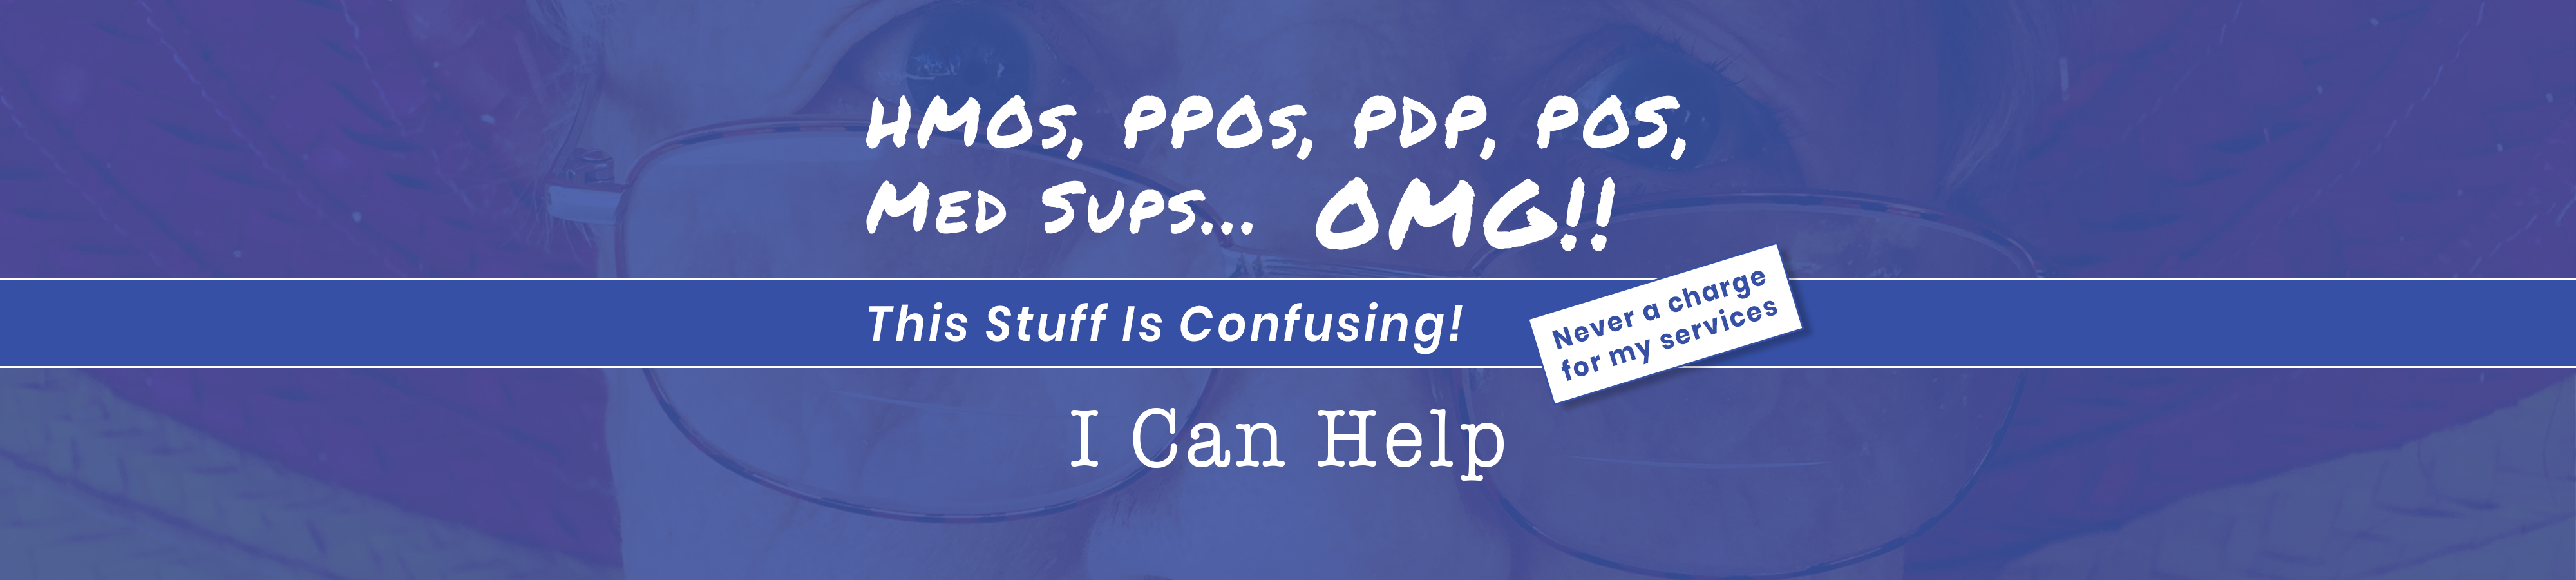 HMOs, PPOs, PDP, POS,
Med Sups... OMG!!
This Stuff Is Confusing!
Never a charge
for my services
I Can Help